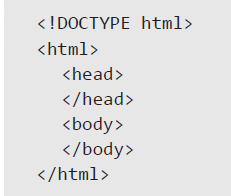 <!DOCTYPE html>
<html>
<head>
</head>
<body>
</body>
</html>